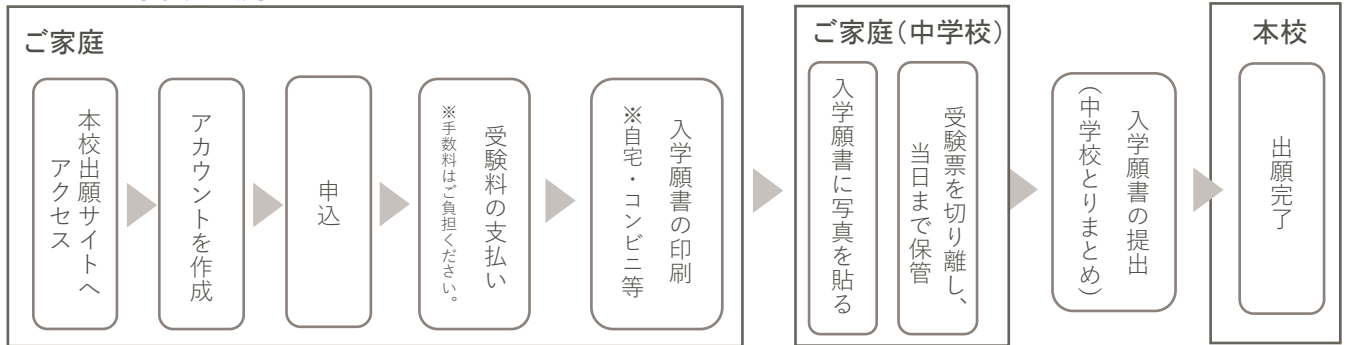 ご家庭
本校出願サイトへ
アクセス
アカウントを作成
申込
受験料の支払い
※手数料はご負担ください。
入学願書の印刷
※自宅・コンビニ等
ご家庭(中学校)
入学願書に写真を貼る
受験票を切り離し、
当日まで保管
入学願書の提出
(中学校とりまとめ)
本校
出願完了